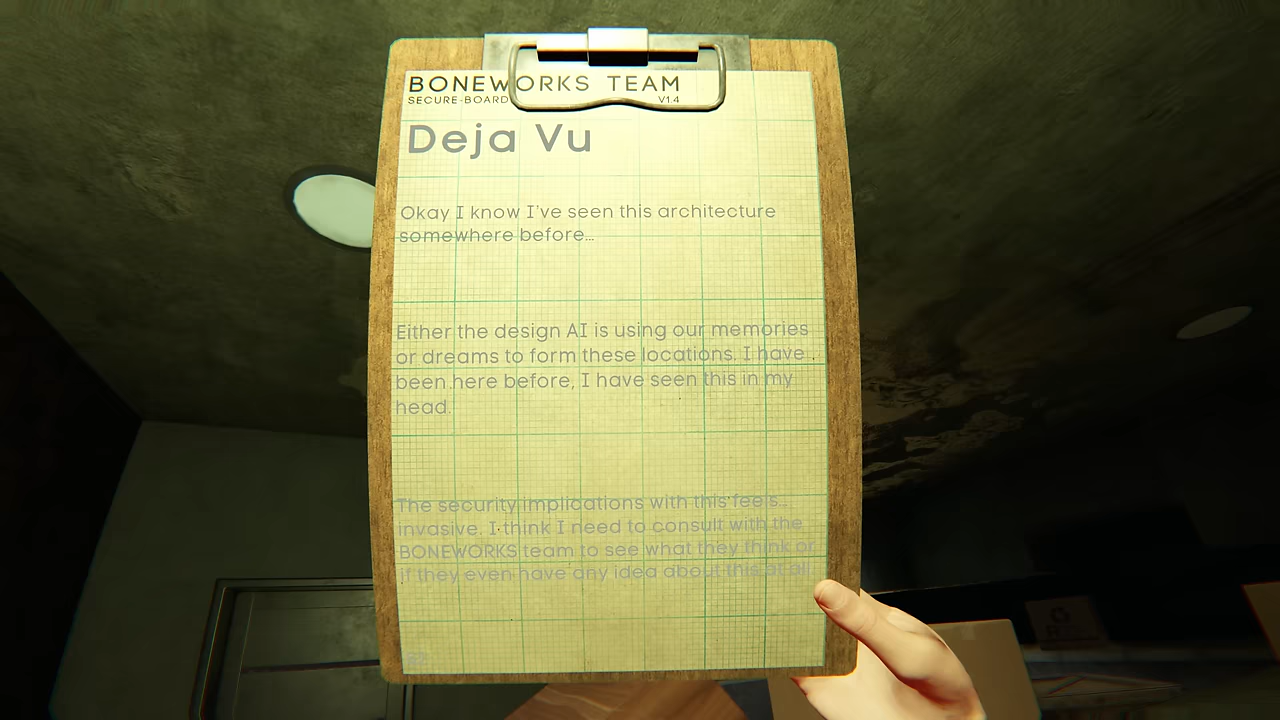 BONEWORKS TEAM
SECURE-BOARD V1.4
Deja Vu
Okay I know I've seen this architecture
somewhere before...
Either the design AI is using our memories
or dreams to form these locations. I have
been here before, I have seen this in my
head.
The security implications with this feels...
invasive. I think I need to consult with the
BONEWORKS team to see what they think or
if they even have any idea about this at all.